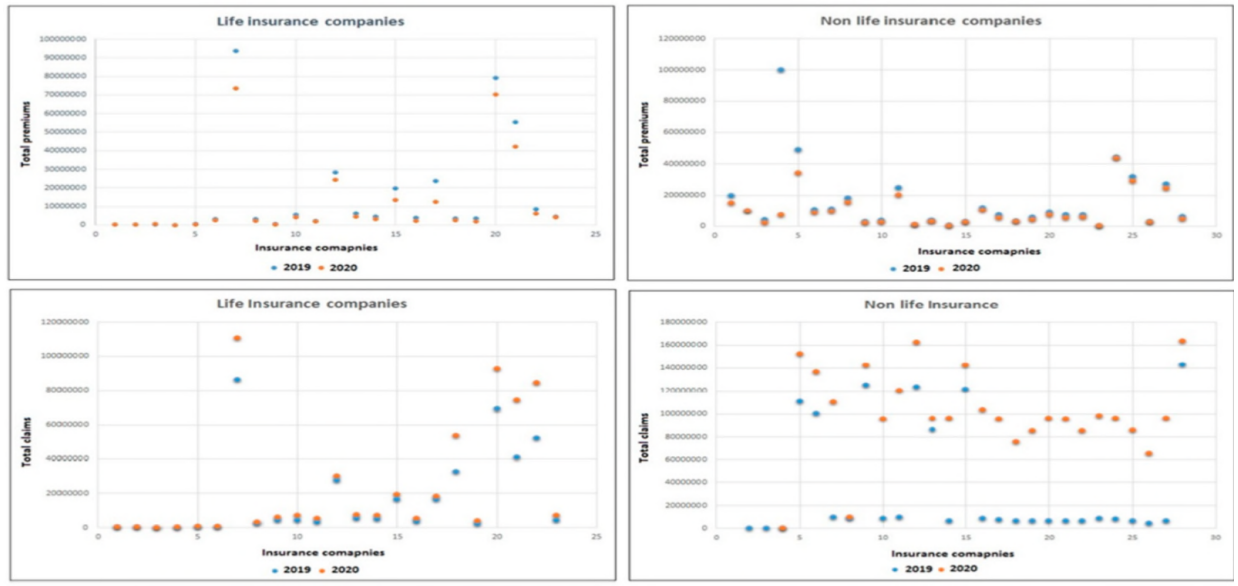 Life insurance companies
Total premiums
100000000
90000000
80000000
70000000
60000000
50000000
40000000
30000000
20000000
10000000
0
0 5 10 15 20 25
Insurance comapnies
2019 2020
Non life insurance companies
Total premiums
120000000
100000000
80000000
60000000
40000000
20000000
0
0 5 10 15 20 25 30
Insurance comapnies
2019 2020
Life Insurance companies
Total claims
120000000
100000000
80000000
60000000
40000000
20000000
0
0 5 10 15 20 25
Insurance comapnies
2019 2020
Non life Insurance
Total claims
180000000
160000000
140000000
120000000
100000000
80000000
60000000
40000000
20000000
0
0 5 10 15 20 25 30
Insurance comapnies
2019 2020